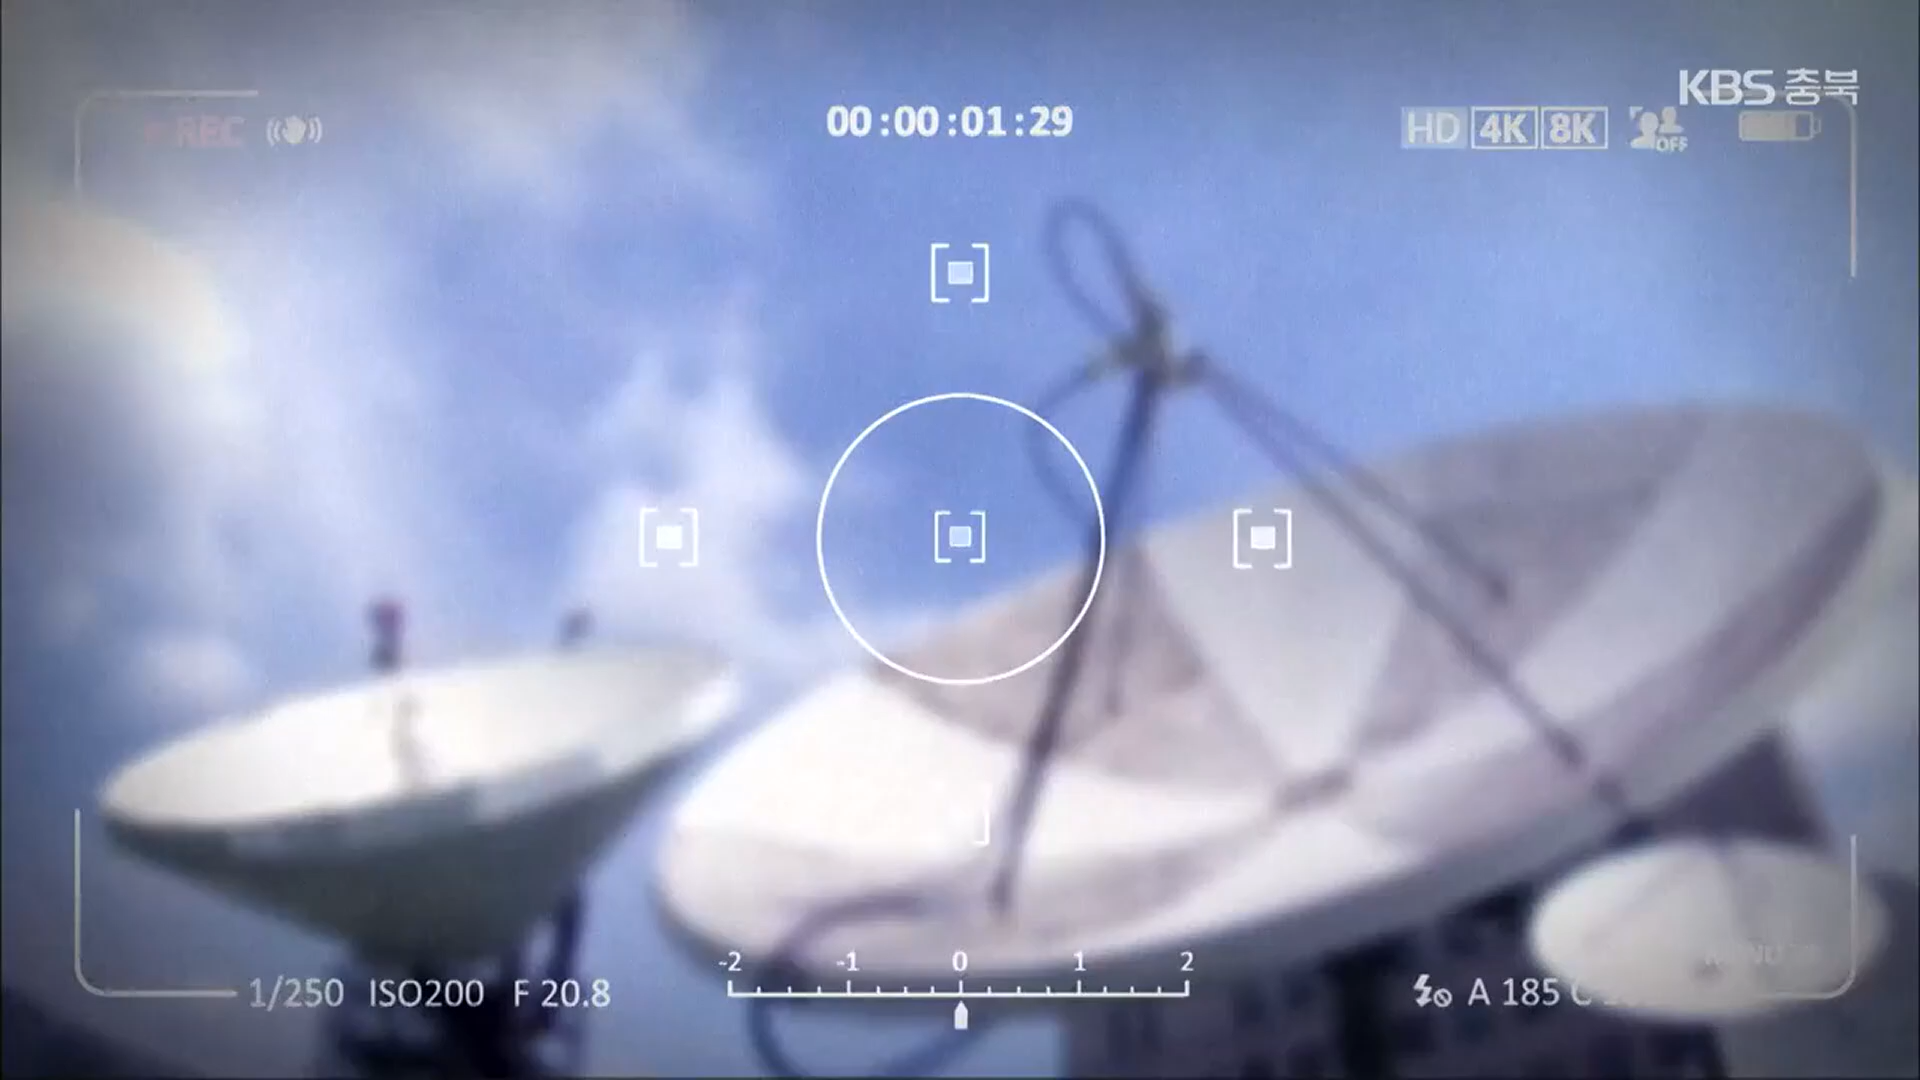 KBS 충북
REC
00:00:01:29
HD 4K 8K
OFF
-2 -1 0 1 2
1/250 ISO200 F 20.8
A 185 C